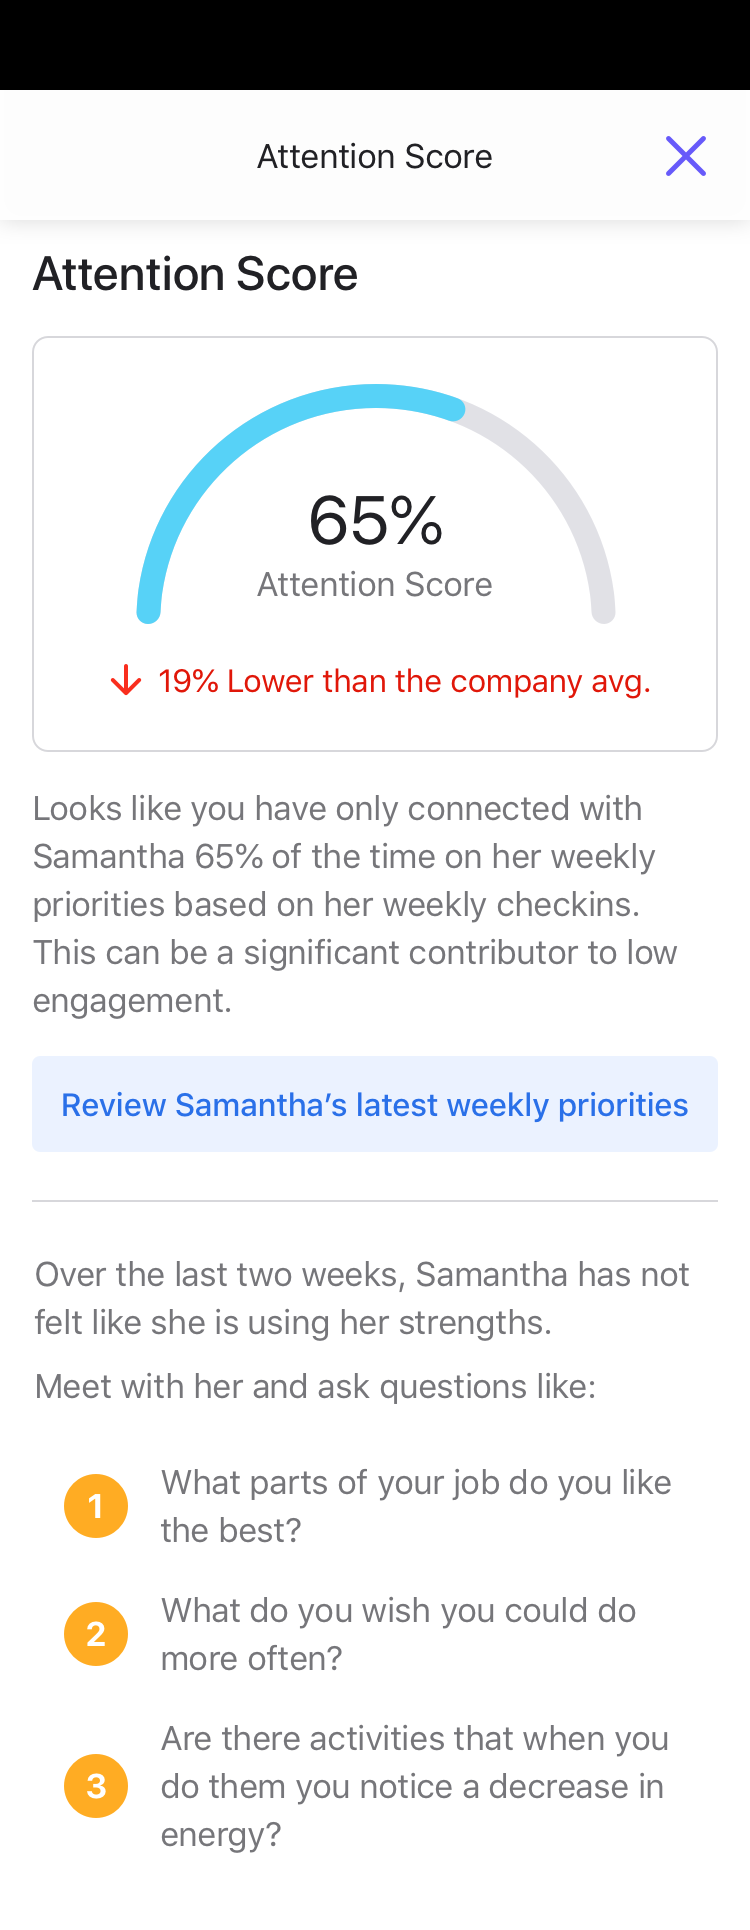 Attention Score
Attention Score
65%
Attention Score
19% Lower than the company avg.
Looks like you have only connected with
Samantha 65% of the time on her weekly
priorities based on her weekly checkins.
This can be a significant contributor to low
engagement.
Review Samantha’s latest weekly priorities
Over the last two weeks, Samantha has not
felt like she is using her strengths.
Meet with her and ask questions like:
1 What parts of your job do you like
the best?
2 What do you wish you could do
more often?
3 Are there activities that when you
do them you notice a decrease in
energy?